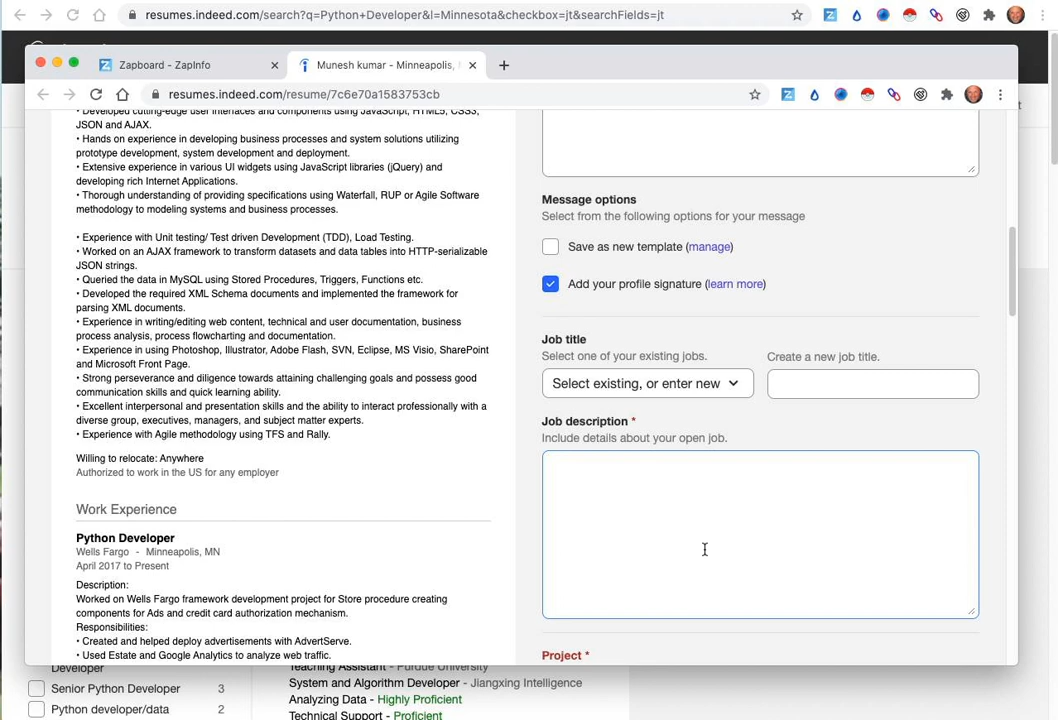 resumes.indeed.com/search?q=Python+Developer&l=Minnesota&checkbox=jt&searchFields=jt
Zapboard - ZapInfo
Munesh kumar - Minneapolis,
resumes.indeed.com/resume/7c6e70a1583753cb
• Developed cutting-edge user interfaces and components using JavaScript, HTML5, CSS3,
JSON and AJAX.
• Hands on experience in developing business processes and system solutions utilizing
prototype development, system development and deployment.
• Extensive experience in various UI widgets using JavaScript libraries (jQuery) and
developing rich Internet Applications.
• Thorough understanding of providing specifications using Waterfall, RUP or Agile Software
methodology to modeling systems and business processes.
• Experience with Unit testing/ Test driven Development (TDD), Load Testing.
• Worked on an AJAX framework to transform datasets and data tables into HTTP-serializable
JSON strings.
• Queried the data in MySQL using Stored Procedures, Triggers, Functions etc.
• Developed the required XML Schema documents and implemented the framework for
parsing XML documents.
• Experience in writing/editing web content, technical and user documentation, business
process analysis, process flowcharting and documentation.
• Experience in using Photoshop, Illustrator, Adobe Flash, SVN, Eclipse, MS Visio, SharePoint
and Microsoft Front Page.
• Strong perseverance and diligence towards attaining challenging goals and possess good
communication skills and quick learning ability.
• Excellent interpersonal and presentation skills and the ability to interact professionally with a
diverse group, executives, managers, and subject matter experts.
• Experience with Agile methodology using TFS and Rally.
Willing to relocate: Anywhere
Authorized to work in the US for any employer
Work Experience
Python Developer
Wells Fargo - Minneapolis, MN
April 2017 to Present
Description:
Worked on Wells Fargo framework development project for Store procedure creating
components for Ads and credit card authorization mechanism.
Responsibilities:
• Created and helped deploy advertisements with AdvertServe.
• Used Estate and Google Analytics to analyze web traffic.
Message options
Select from the following options for your message
Save as new template (manage)
Add your profile signature (learn more)
Job title
Select one of your existing jobs.
Create a new job title.
Select existing, or enter new
Job description *
Include details about your open job.
Project *
Developer
Senior Python Developer 3
Python developer/data 2
Teaching Assistant - Purdue University
System and Algorithm Developer - Jiangxing Intelligence
Analyzing Data - Highly Proficient
Technical Support - Proficient